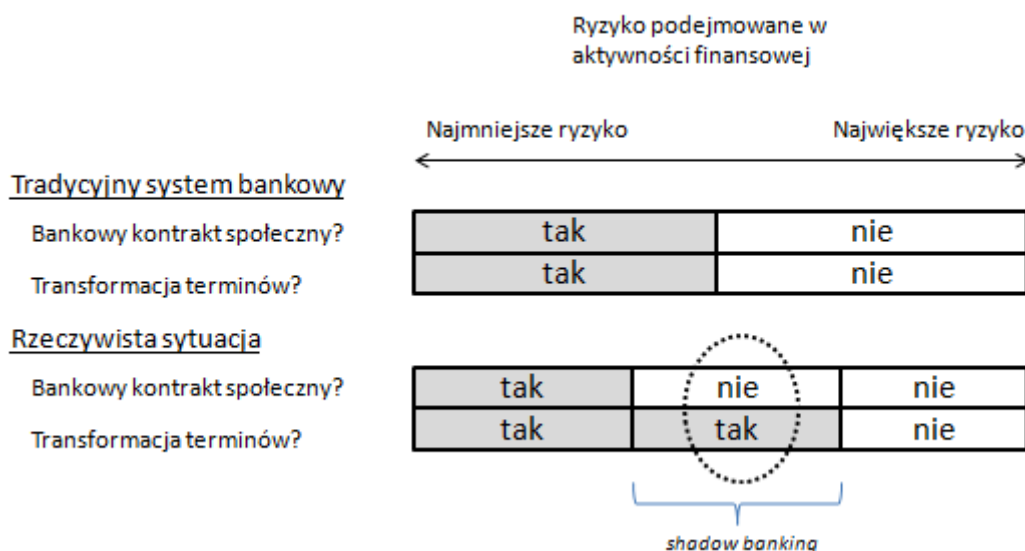 Ryzyko podejmowane w
aktywności finansowej
Najmniejsze ryzyko
Największe ryzyko
Tradycyjny system bankowy
Bankowy kontrakt społeczny?
tak
nie
Transformacja terminów?
tak
nie
Rzeczywista sytuacja
Bankowy kontrakt społeczny?
tak
nie
nie
Transformacja terminów?
tak
tak
nie
shadow banking